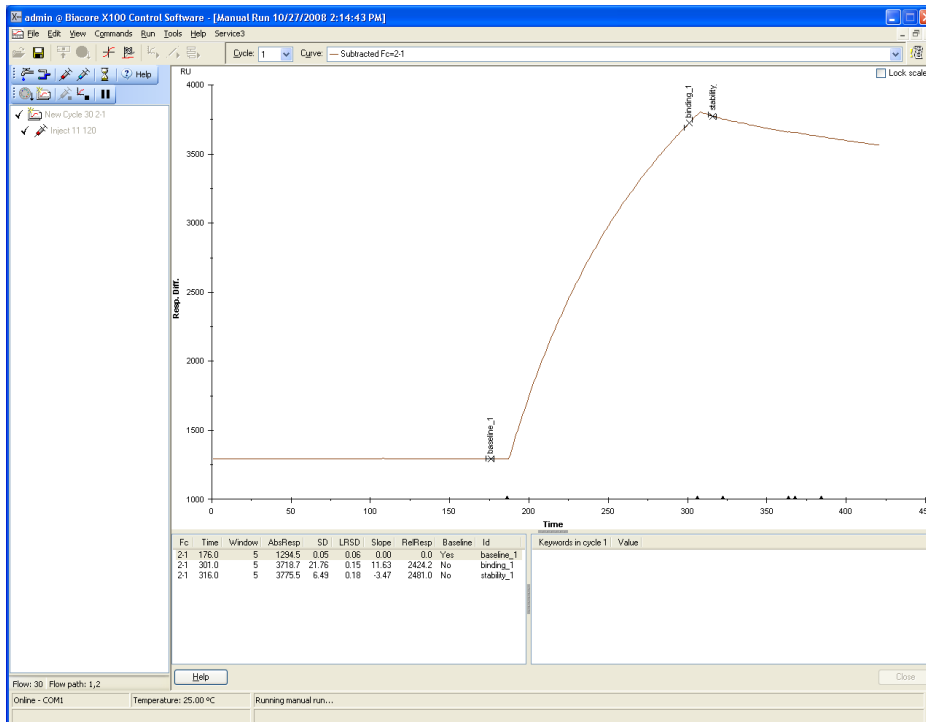 admin @ Biacore X100 Control Software - [Manual Run 10/27/2008 2:14:43 PM]
File Edit View Commands Run Tools Help Service3
Cycle: 1 Curve: Subtracted Fc=2-1
Help
New Cycle 30 2-1
Inject 11 120
RU
Lock scale
4000
3500
3000
2500
2000
1500
1000
Resp. Diff.
baseline_1
binding_1
stability_
0 50 100 150 200 250 300 350 400 450
Time
Fc Time Window AbsResp SD LRSD Slope RelResp Baseline Id
2-1 176.0 5 1294.5 0.05 0.06 0.00 0.0 Yes baseline_1
2-1 301.0 5 3718.7 21.76 0.15 11.63 2424.2 No binding_1
2-1 316.0 5 3775.5 6.49 0.18 -3.47 2481.0 No stability_1
Keywords in cycle 1 Value
Help
Close
Flow: 30 Flow path: 1,2
Online - COM1 Temperature: 25.00 ºC Running manual run...